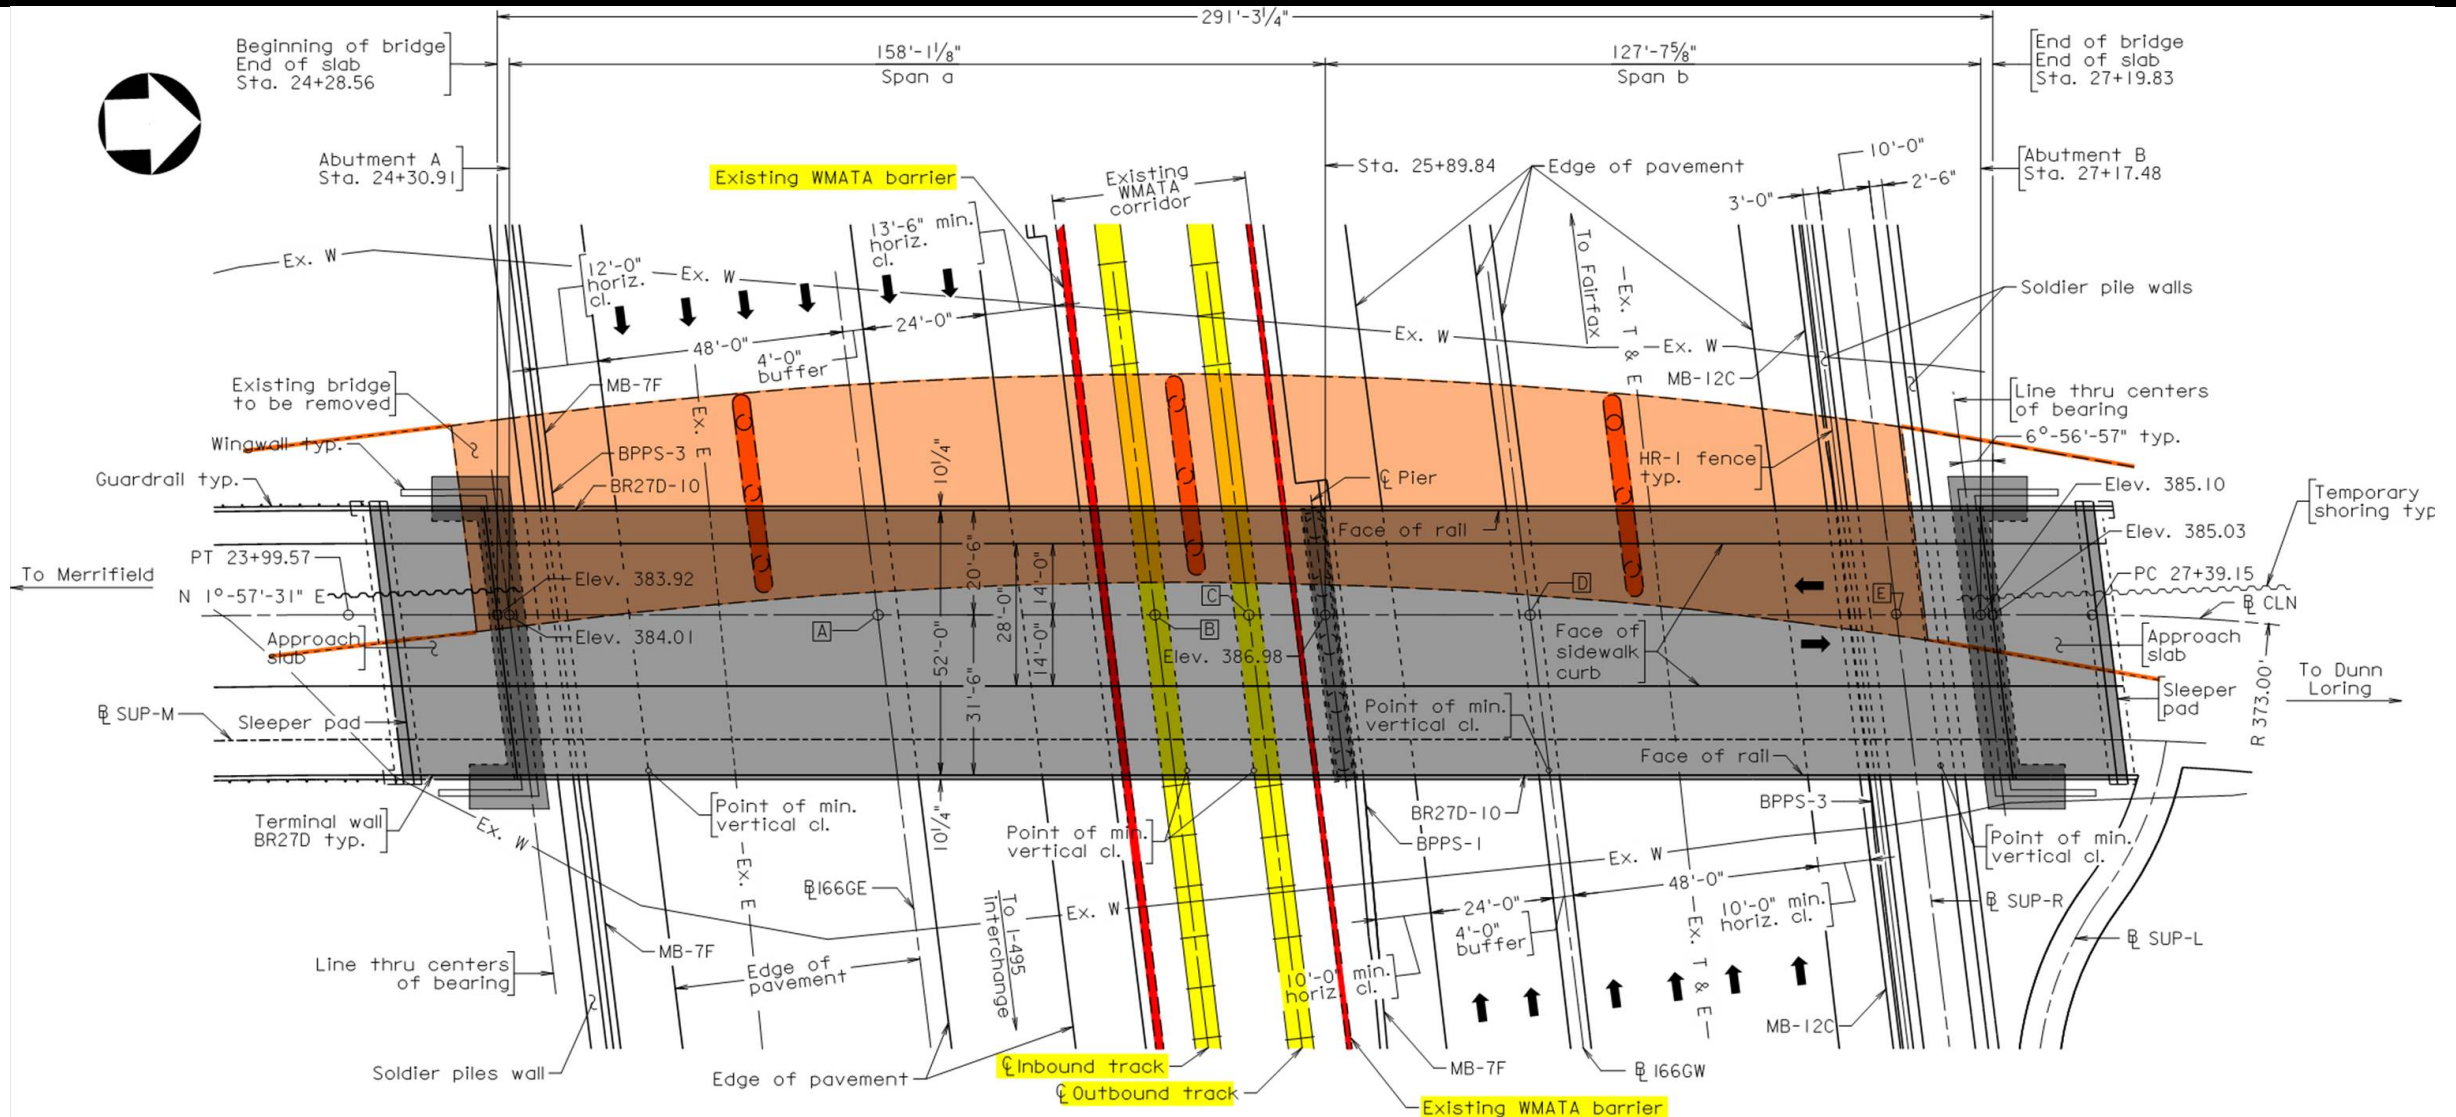 291'-3¼"
Beginning of bridge
End of slab
Sta. 24+28.56
158'-1⅛"
Span a
127'-7⅝"
Span b
End of bridge
End of slab
Sta. 27+19.83
Abutment A
Sta. 24+30.91
Existing WMATA barrier
Existing
WMATA
corridor
Sta. 25+89.84
Edge of pavement
10'-0"
3'-0"
2'-6"
Abutment B
Sta. 27+17.48
13'-6" min.
horiz.
cl.
To Fairfax
Ex. W
12'-0"
horiz.
cl.
Ex. W
Ex. T & E
Soldier pile walls
24'-0"
48'-0"
4'-0"
buffer
Ex. W
Ex. W
MB-12C
Existing bridge
to be removed
MB-7F
Line thru centers
of bearing
Wingwall typ.
Ex. E
BPPS-3
6°-56'-57" typ.
Guardrail typ.
BR27D-10
10¼"
℄ Pier
HR-1 fence
typ.
Elev. 385.10
Temporary
shoring typ
Face of rail
Elev. 385.03
PT 23+99.57
To Merrifield
Elev. 383.92
20'-6"
14'-0"
PC 27+39.15
N 1°-57'-31" E
C
D
E
BL CLN
28'-0"
A
B
Elev. 384.01
Approach
slab
52'-0"
31'-6"
14'-0"
Elev. 386.98
Face of
sidewalk
curb
Approach
slab
R 373.00'
To Dunn
Loring
BL SUP-M
Sleeper pad
Sleeper
pad
Point of min.
vertical cl.
Face of rail
Terminal wall
BR27D typ.
Ex. W
Point of min.
vertical cl.
10¼"
Point of min.
vertical cl.
BR27D-10
BPPS-1
BPPS-3
Point of min.
vertical cl.
Ex. E
BL 166GE
To I-495
interchange
Ex. W
Ex. W
48'-0"
24'-0"
4'-0"
buffer
10'-0" min.
horiz. cl.
Ex. T & E
BL SUP-R
BL SUP-L
MB-7F
Line thru centers
of bearing
Edge of
pavement
10'-0" min.
horiz. cl.
MB-12C
Soldier piles wall
Edge of pavement
℄ Inbound track
℄ Outbound track
MB-7F
BL 166GW
Existing WMATA barrier